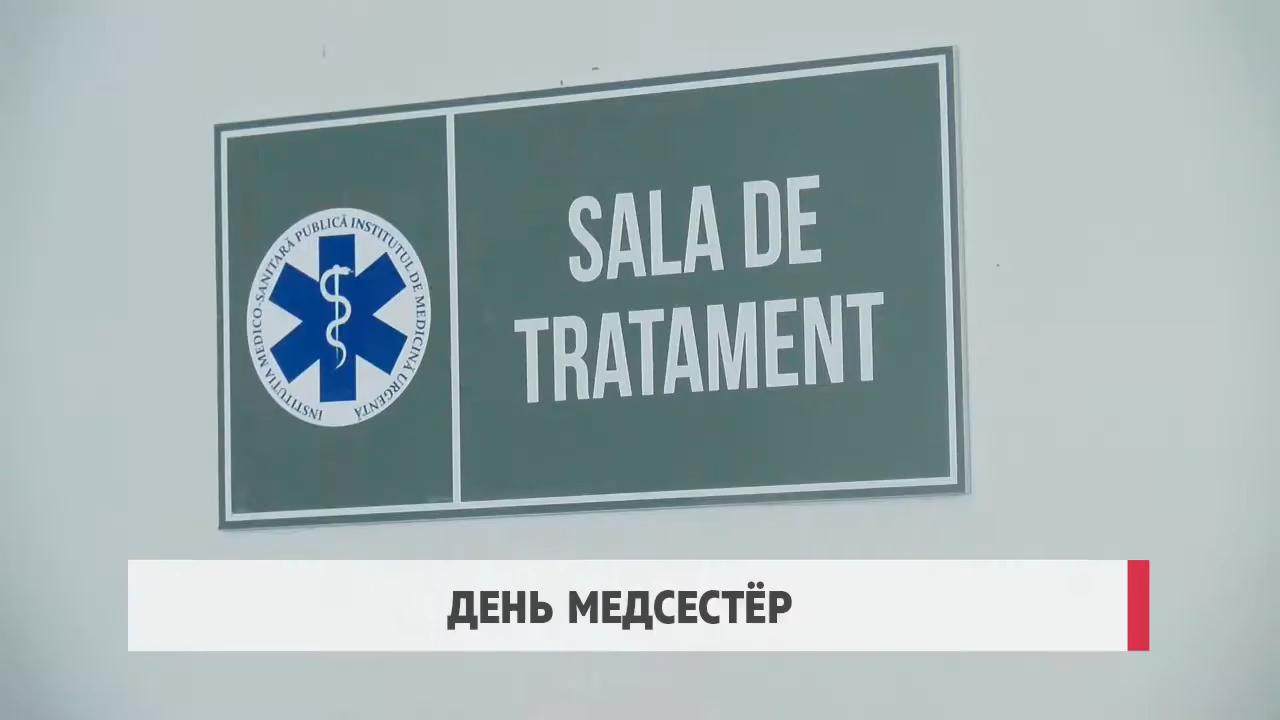 INSTITUȚIA MEDICO-SANITARĂ PUBLICĂ INSTITUTUL DE MEDICINĂ URGENTĂ
SALA DE
TRATAMENT
ДЕНЬ МЕДСЕСТЁР